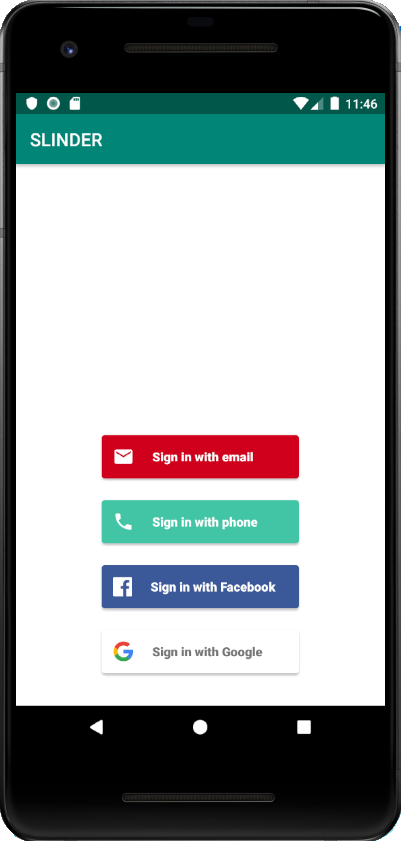 11:46
SLINDER
Sign in with email
Sign in with phone
Sign in with Facebook
Sign in with Google